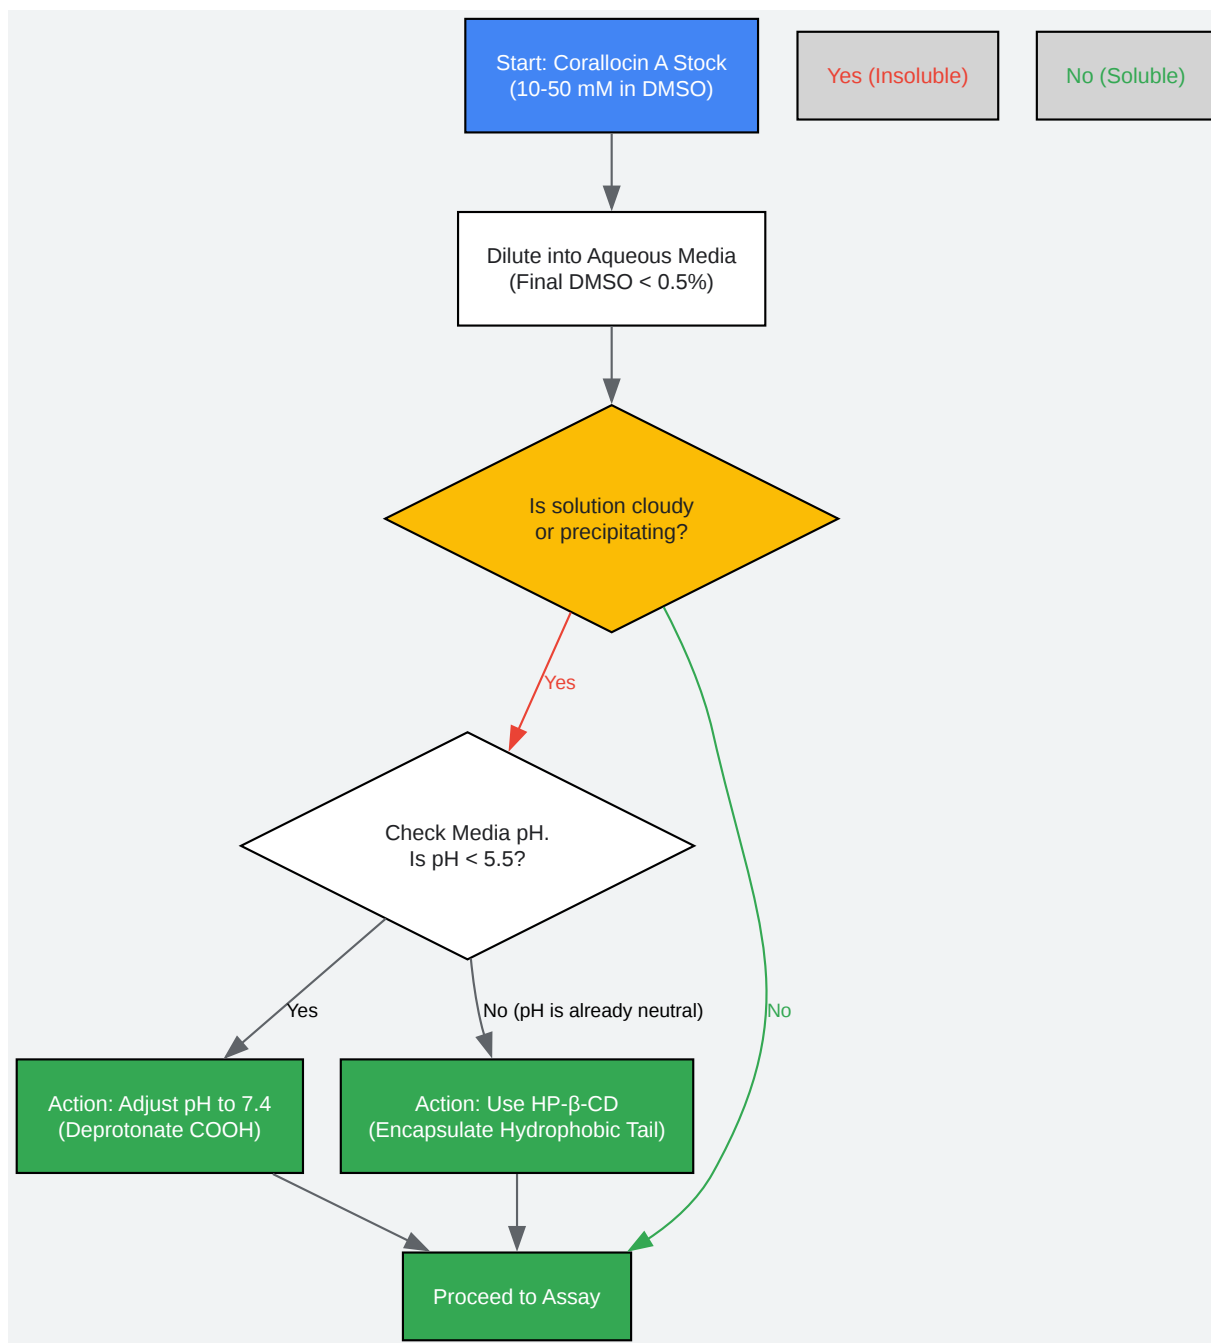 Start: Corallocin A Stock
(10-50 mM in DMSO)
Yes (Insoluble)
No (Soluble)
Dilute into Aqueous Media
(Final DMSO < 0.5%)
Is solution cloudy
or precipitating?
Yes
Check Media pH.
Is pH < 5.5?
Yes
No (pH is already neutral)
No
Action: Adjust pH to 7.4
(Deprotonate COOH)
Action: Use HP-β-CD
(Encapsulate Hydrophobic Tail)
Proceed to Assay